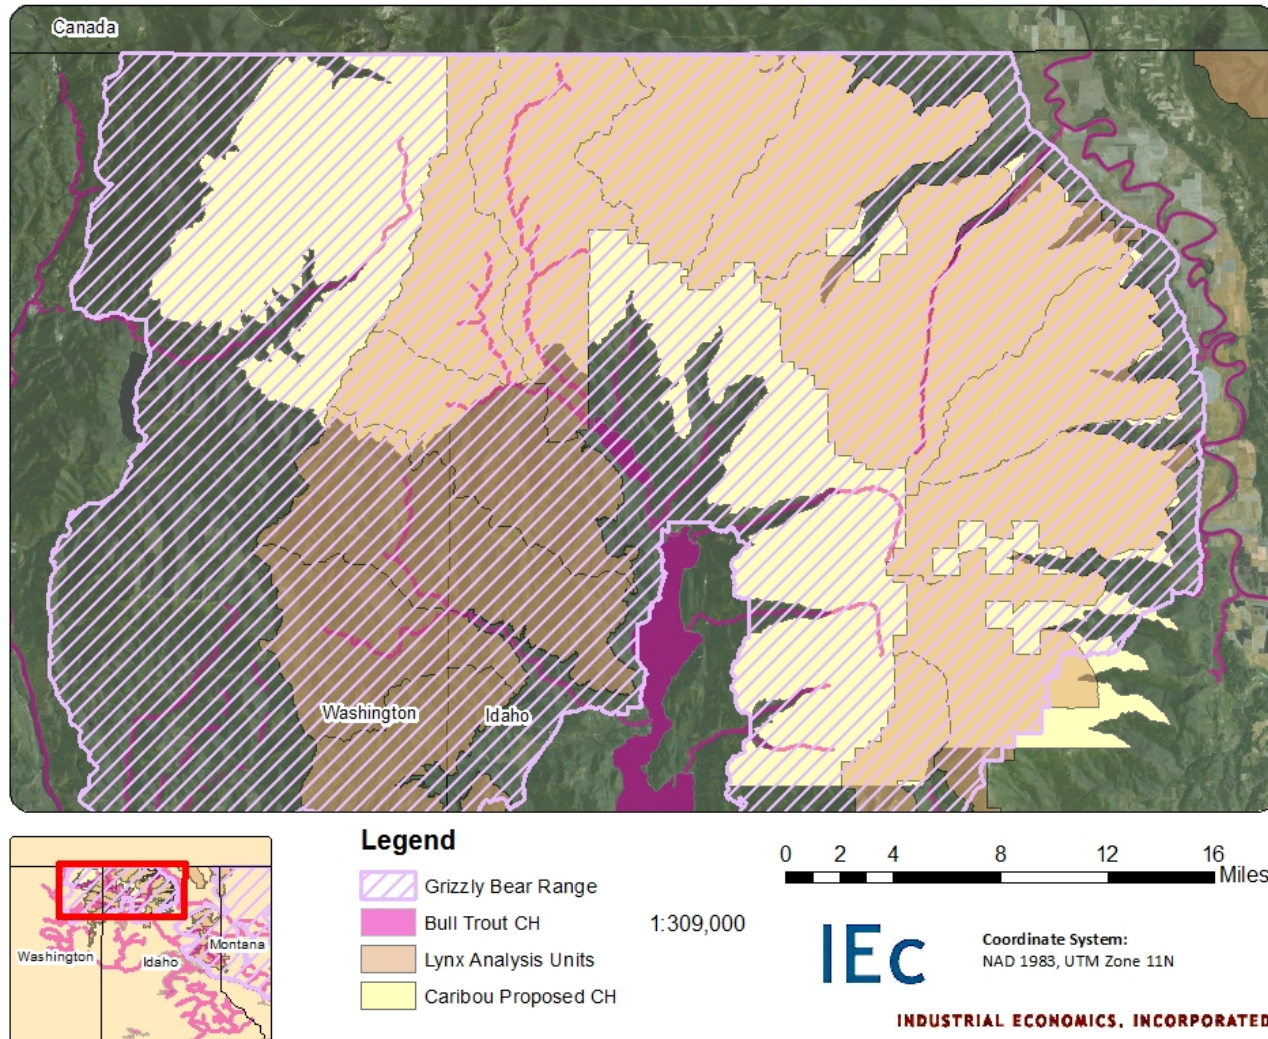 Canada
Washington
Idaho
Legend
Grizzly Bear Range
Bull Trout CH
Lynx Analysis Units
Caribou Proposed CH
1:309,000
0 2 4 8 12 16
Miles
IEc
Coordinate System:
NAD 1983, UTM Zone 11N
INDUSTRIAL ECONOMICS, INCORPORATED
Washington
Idaho
Montana